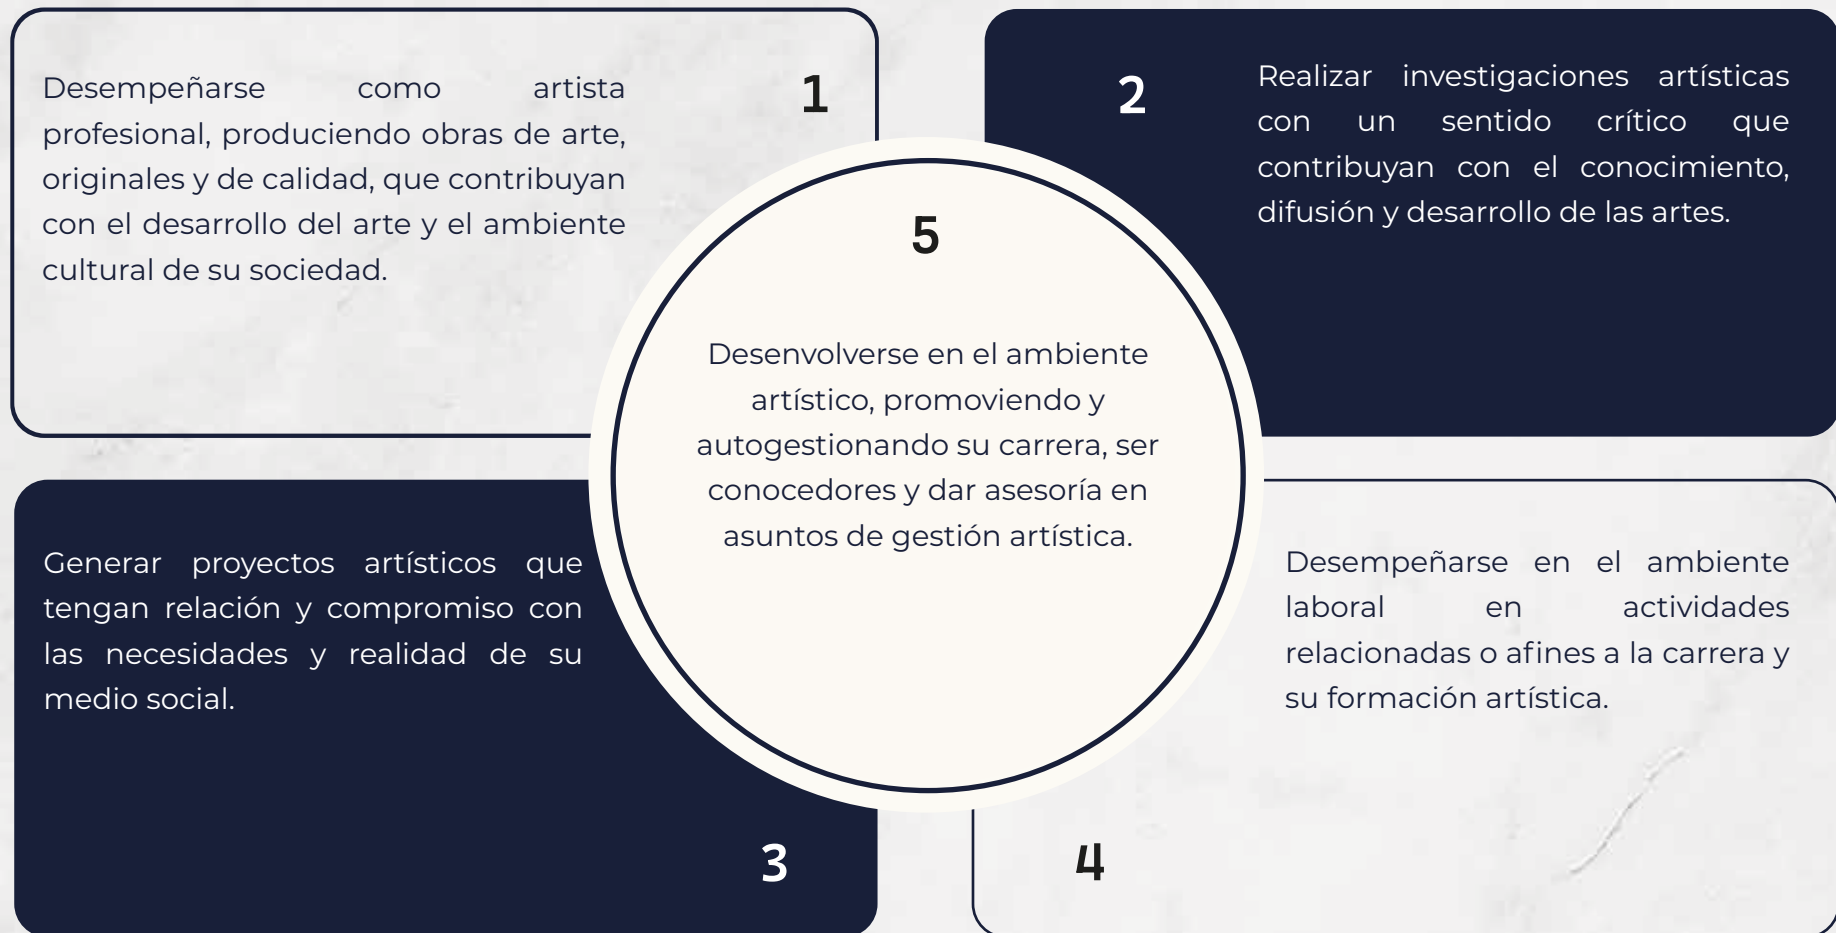 1
Desempeñarse como artista
profesional, produciendo obras de arte,
originales y de calidad, que contribuyan
con el desarrollo del arte y el ambiente
cultural de su sociedad.
2
Realizar investigaciones artísticas
con un sentido crítico que
contribuyan con el conocimiento,
difusión y desarrollo de las artes.
5
Desenvolverse en el ambiente
artístico, promoviendo y
autogestionando su carrera, ser
conocedores y dar asesoría en
asuntos de gestión artística.
Generar proyectos artísticos que
tengan relación y compromiso con
las necesidades y realidad de su
medio social.
3
Desempeñarse en el ambiente
laboral en actividades
relacionadas o afines a la carrera y
su formación artística.
4